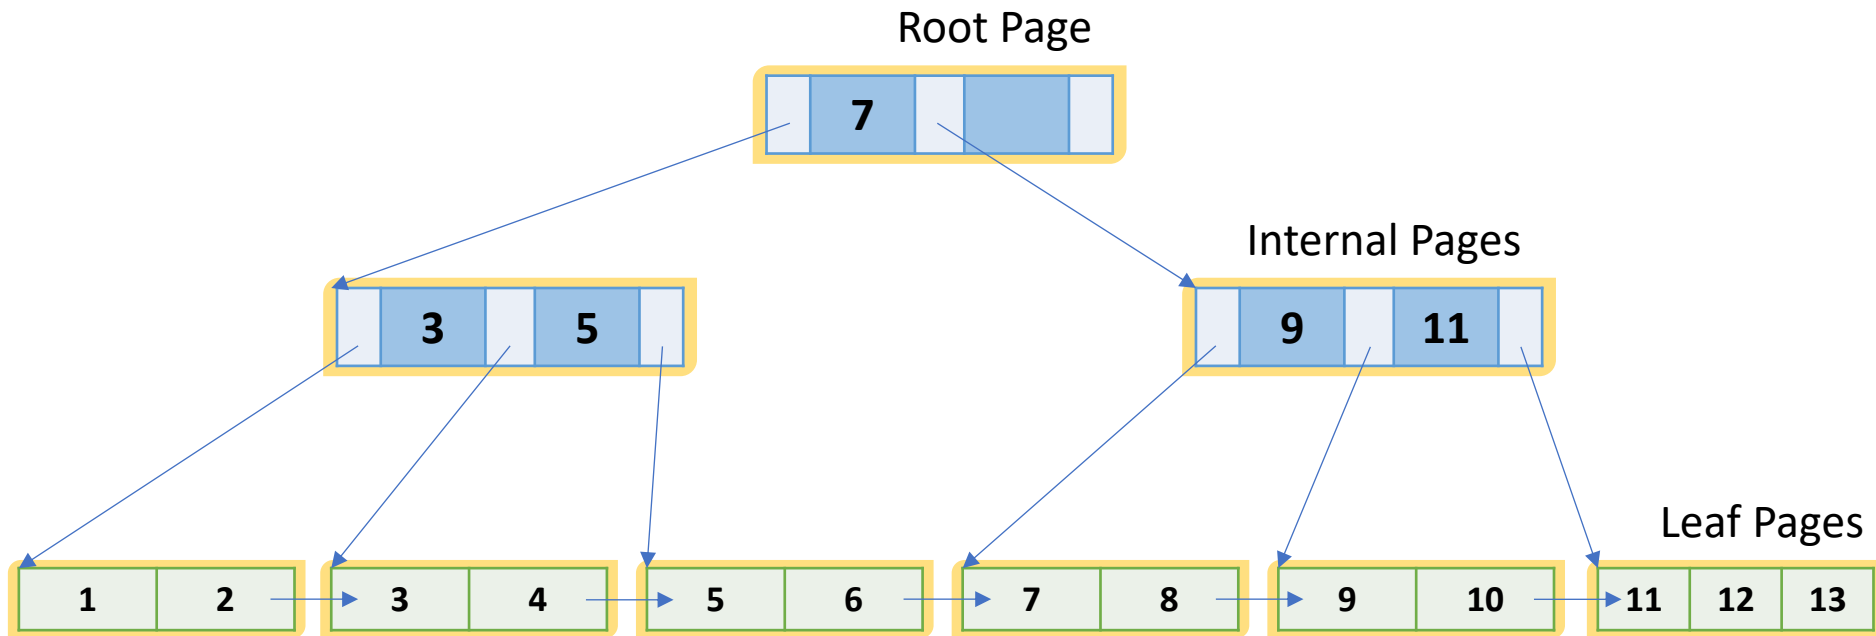 Root Page
7
Internal Pages
3 5 9 11
Leaf Pages
1 2 3 4 5 6 7 8 9 10 11 12 13